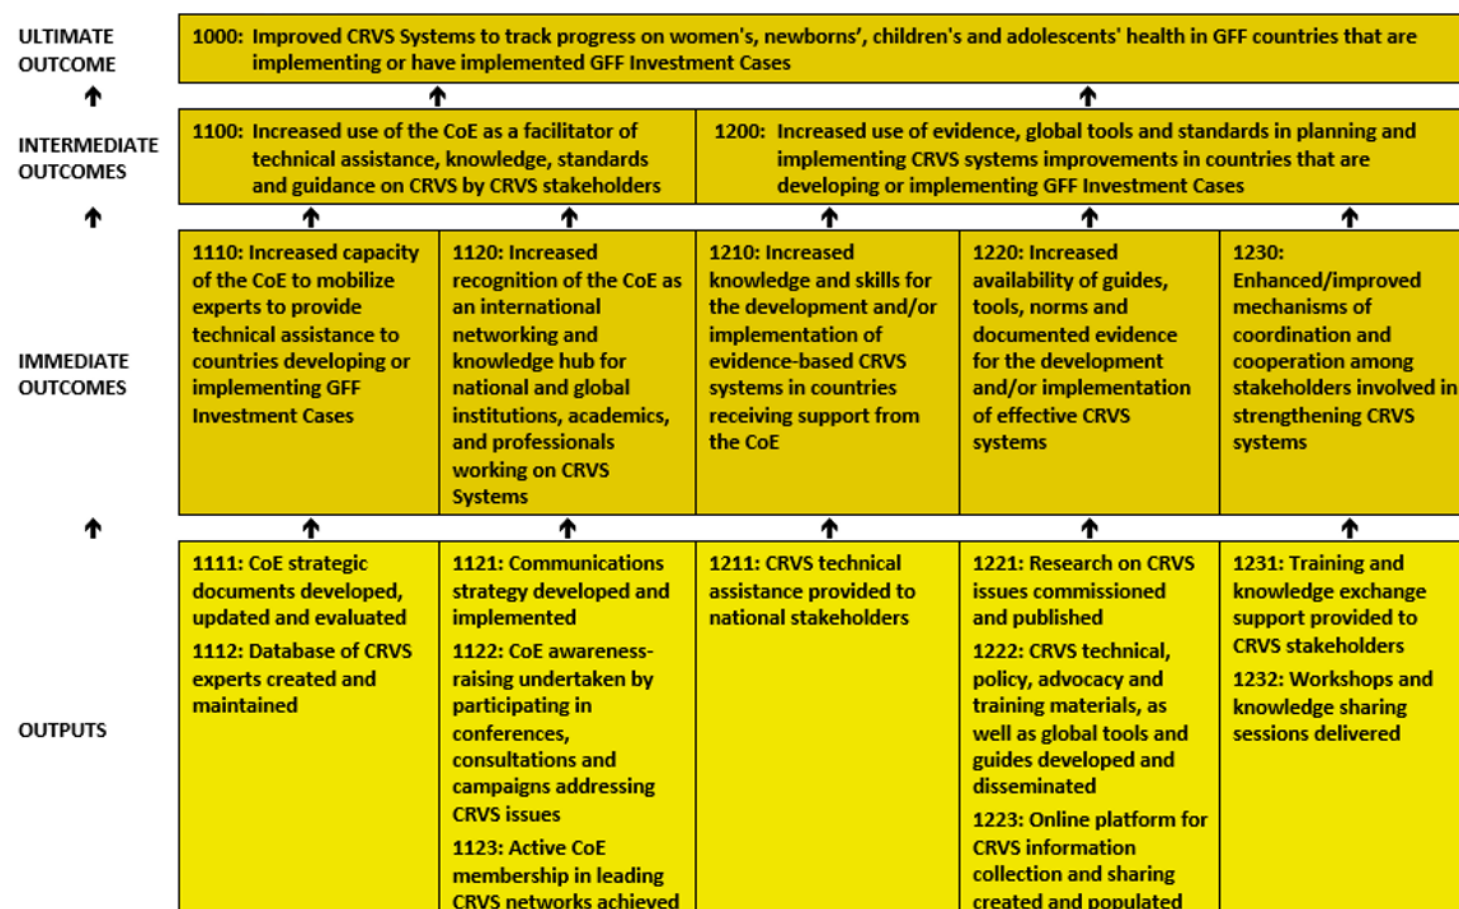 ULTIMATE
OUTCOME
1000: Improved CRVS Systems to track progress on women's, newborns’, children's and adolescents' health in GFF countries that are
implementing or have implemented GFF Investment Cases
INTERMEDIATE
OUTCOMES
1100: Increased use of the CoE as a facilitator of
technical assistance, knowledge, standards
and guidance on CRVS by CRVS stakeholders
1200: Increased use of evidence, global tools and standards in planning and
implementing CRVS systems improvements in countries that are
developing or implementing GFF Investment Cases
IMMEDIATE
OUTCOMES
1110: Increased capacity
of the CoE to mobilize
experts to provide
technical assistance to
countries developing or
implementing GFF
Investment Cases
1120: Increased
recognition of the CoE as
an international
networking and
knowledge hub for
national and global
institutions, academics,
and professionals
working on CRVS
Systems
1210: Increased
knowledge and skills for
the development and/or
implementation of
evidence-based CRVS
systems in countries
receiving support from
the CoE
1220: Increased
availability of guides,
tools, norms and
documented evidence
for the development
and/or implementation
of effective CRVS
systems
1230:
Enhanced/improved
mechanisms of
coordination and
cooperation among
stakeholders involved in
strengthening CRVS
systems
OUTPUTS
1111: CoE strategic
documents developed,
updated and evaluated
1112: Database of CRVS
experts created and
maintained
1121: Communications
strategy developed and
implemented
1122: CoE awareness-
raising undertaken by
participating in
conferences,
consultations and
campaigns addressing
CRVS issues
1123: Active CoE
membership in leading
CRVS networks achieved
1211: CRVS technical
assistance provided to
national stakeholders
1221: Research on CRVS
issues commissioned
and published
1222: CRVS technical,
policy, advocacy and
training materials, as
well as global tools and
guides developed and
disseminated
1223: Online platform for
CRVS information
collection and sharing
created and populated
1231: Training and
knowledge exchange
support provided to
CRVS stakeholders
1232: Workshops and
knowledge sharing
sessions delivered